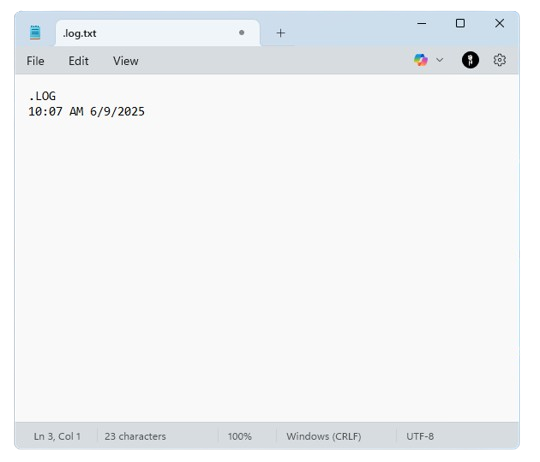 .log.txt
File Edit View
.LOG
10:07 AM 6/9/2025
Ln 3, Col 1 23 characters 100% Windows (CRLF) UTF-8